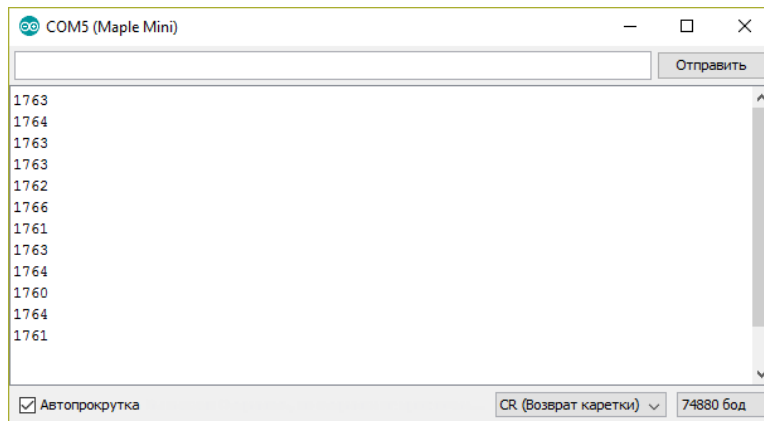 COM5 (Maple Mini)
Отправить
1763
1764
1763
1763
1762
1766
1761
1763
1764
1760
1764
1761
Автопрокрутка
CR (Возврат каретки)
74880 бод